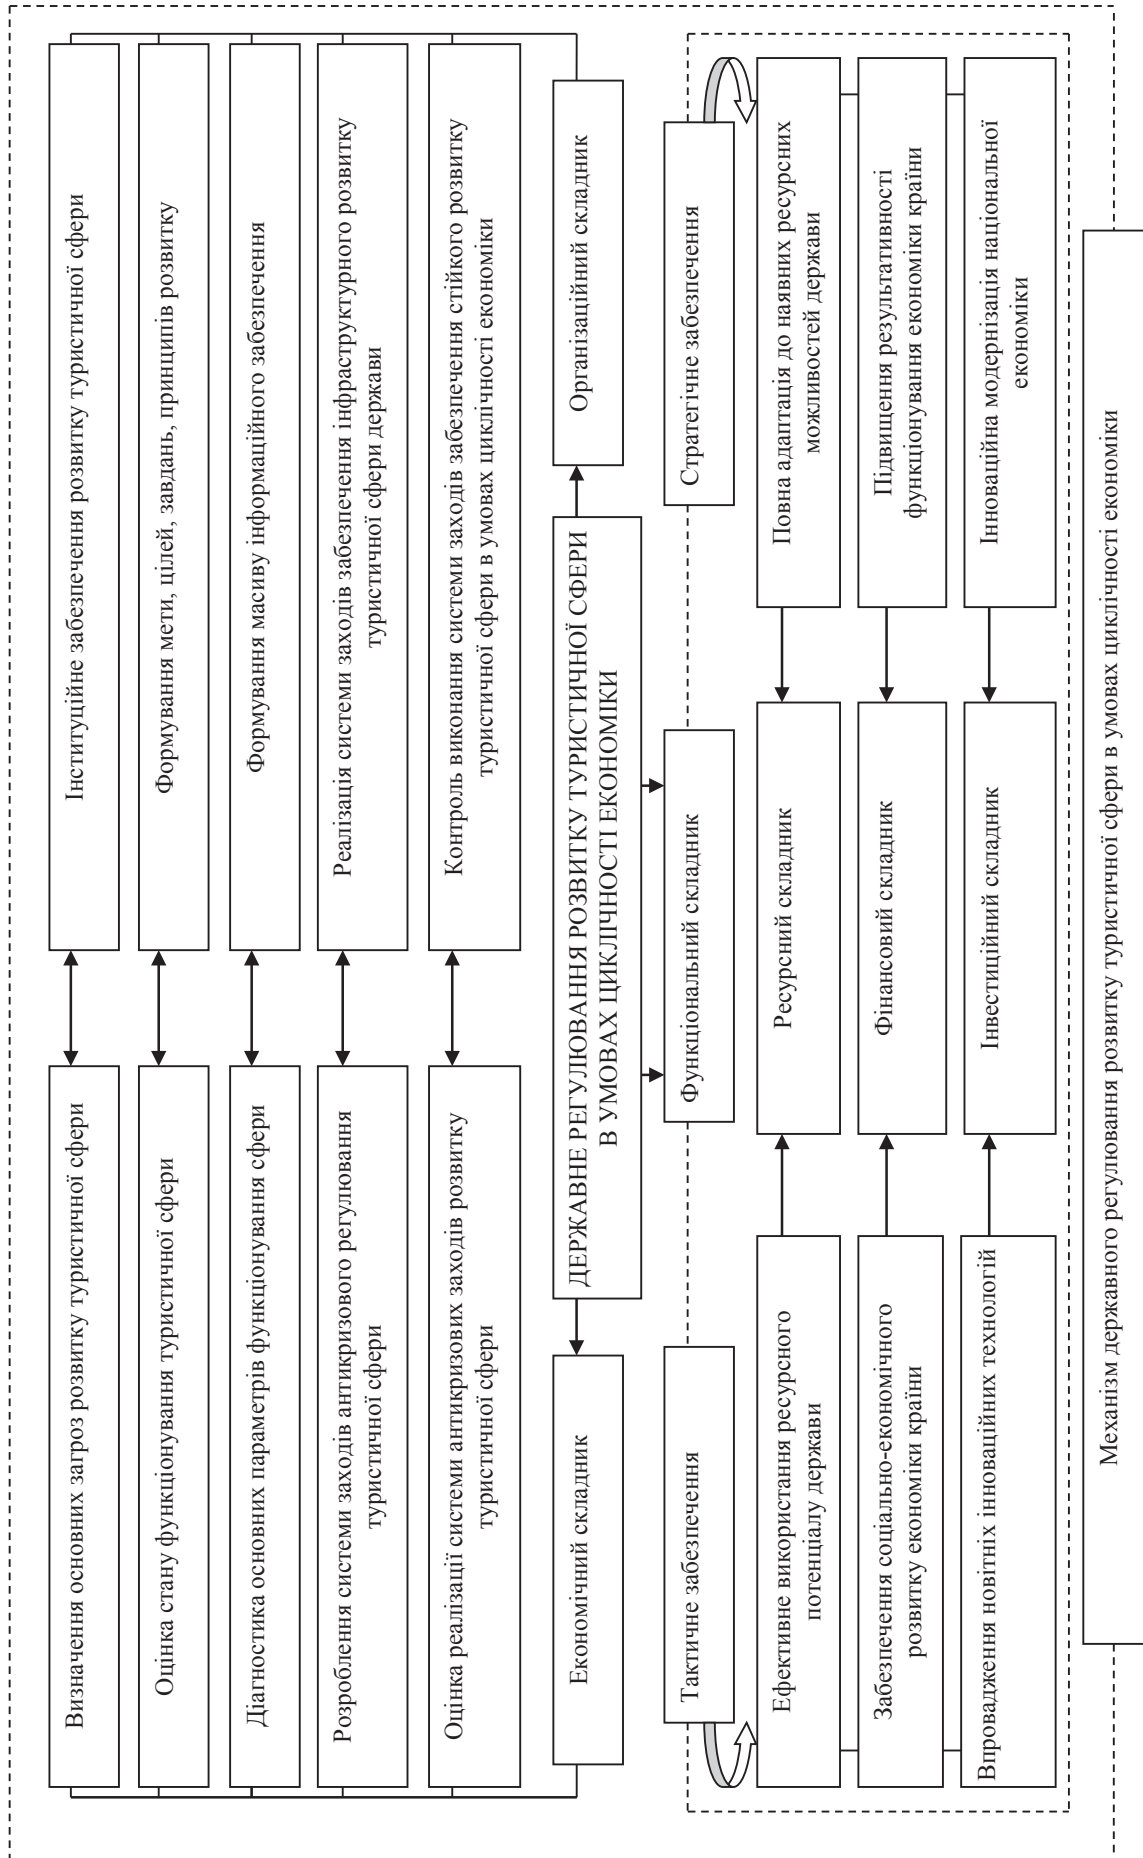 Визначення основних загроз розвитку туристичної сфери
Інституційне забезпечення розвитку туристичної сфери
Оцінка стану функціонування туристичної сфери
Формування мети, цілей, завдань, принципів розвитку
Діагностика основних параметрів функціонування сфери
Формування масиву інформаційного забезпечення
Розроблення системи заходів антикризового регулювання
туристичної сфери
Реалізація системи заходів забезпечення інфраструктурного розвитку
туристичної сфери держави
Оцінка реалізації системи антикризових заходів розвитку
туристичної сфери
Контроль виконання системи заходів забезпечення стійкого розвитку
туристичної сфери в умовах циклічності економіки
Економічний складник
ДЕРЖАВНЕ РЕГУЛЮВАННЯ РОЗВИТКУ ТУРИСТИЧНОЇ СФЕРИ
В УМОВАХ ЦИКЛІЧНОСТІ ЕКОНОМІКИ
Організаційний складник
Тактичне забезпечення
Функціональний складник
Стратегічне забезпечення
Ефективне використання ресурсного
потенціалу держави
Ресурсний складник
Повна адаптація до наявних ресурсних
можливостей держави
Забезпечення соціально-економічного
розвитку економіки країни
Фінансовий складник
Підвищення результативності
функціонування економіки країни
Впровадження новітніх інноваційних технологій
Інвестиційний складник
Інноваційна модернізація національної
економіки
Механізм державного регулювання розвитку туристичної сфери в умовах циклічності економіки